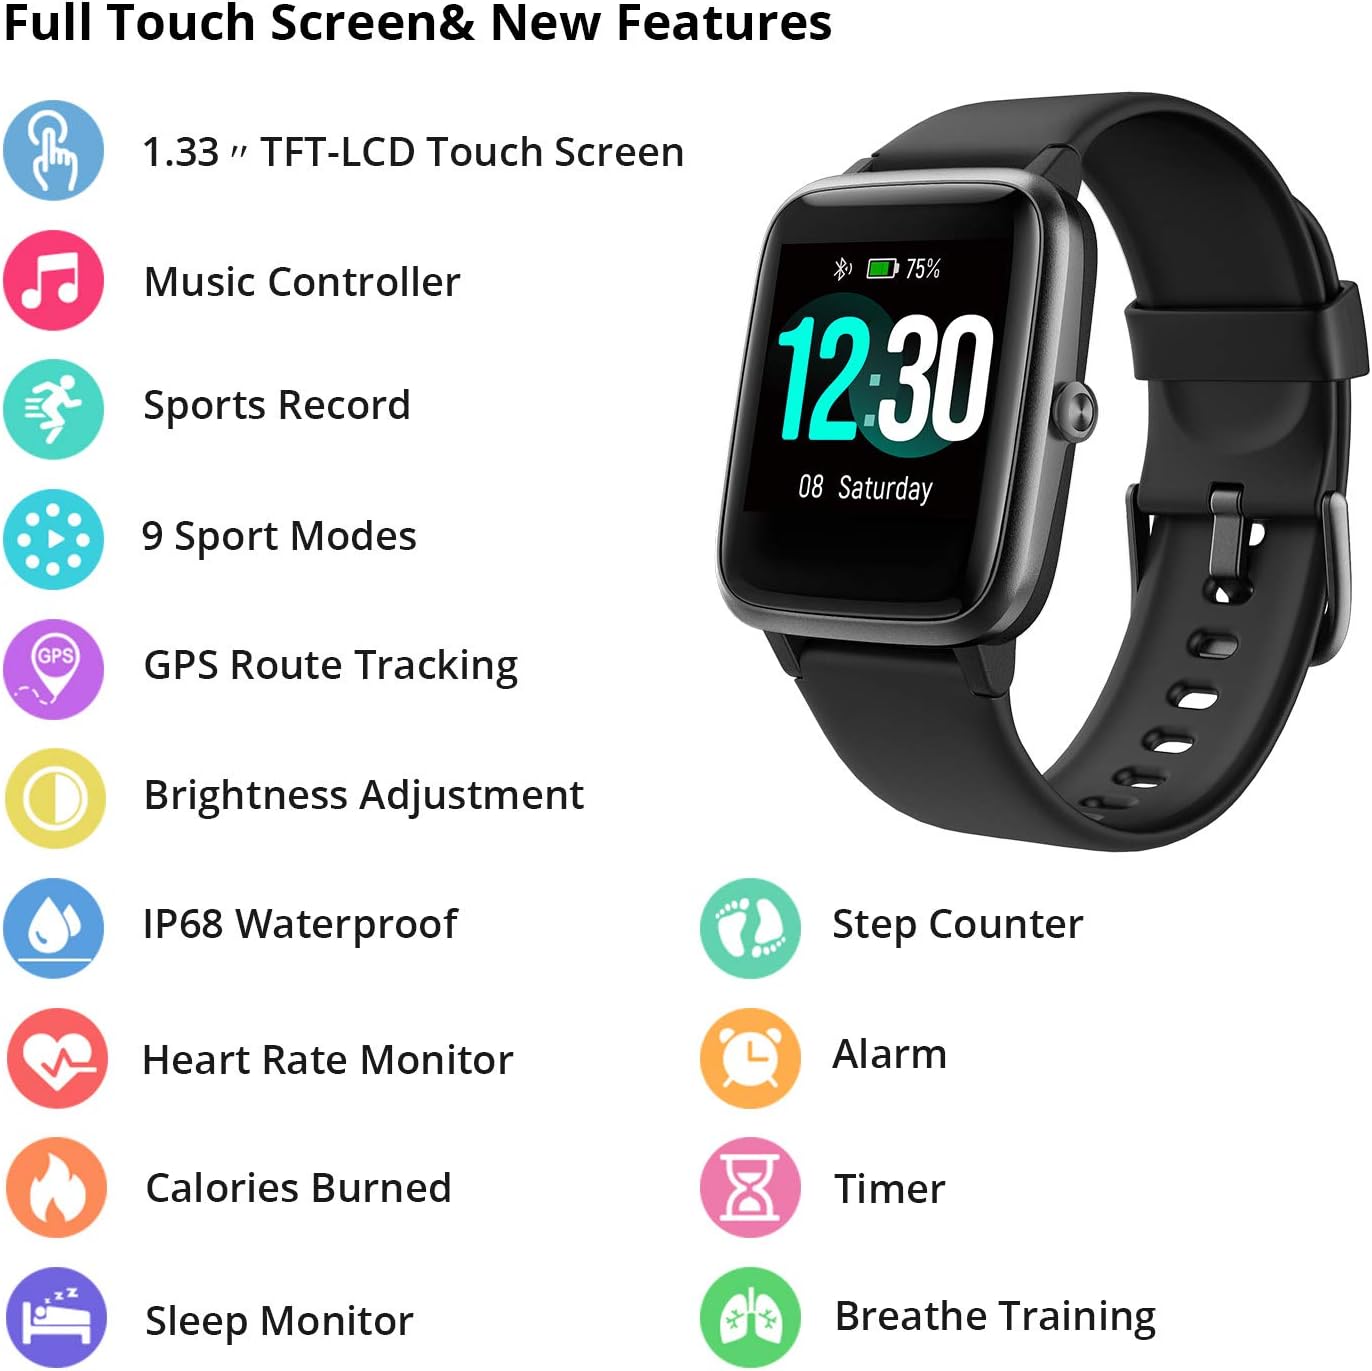 Full Touch Screen& New Features
1.33 〃 TFT-LCD Touch Screen
Music Controller
Sports Record
9 Sport Modes
GPS
GPS Route Tracking
Brightness Adjustment
IP68 Waterproof
Heart Rate Monitor
Calories Burned
z z Z
Sleep Monitor
75%
12:30
08 Saturday
Step Counter
Alarm
Timer
Breathe Training